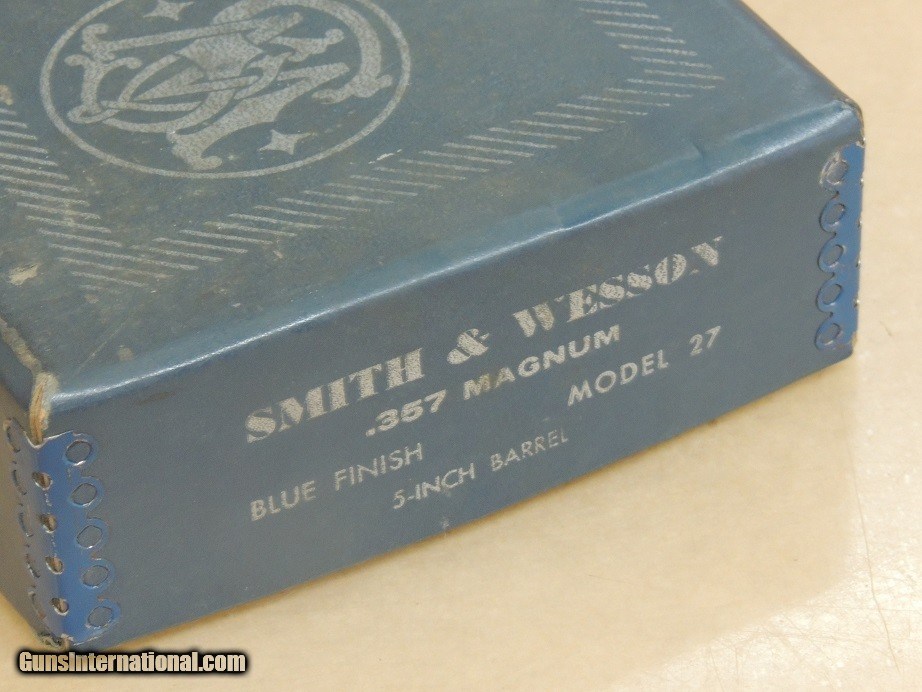 SMITH & WESSON
.357 MAGNUM
BLUE FINISH MODEL 27
5-INCH BARREL
GunsInternational.com